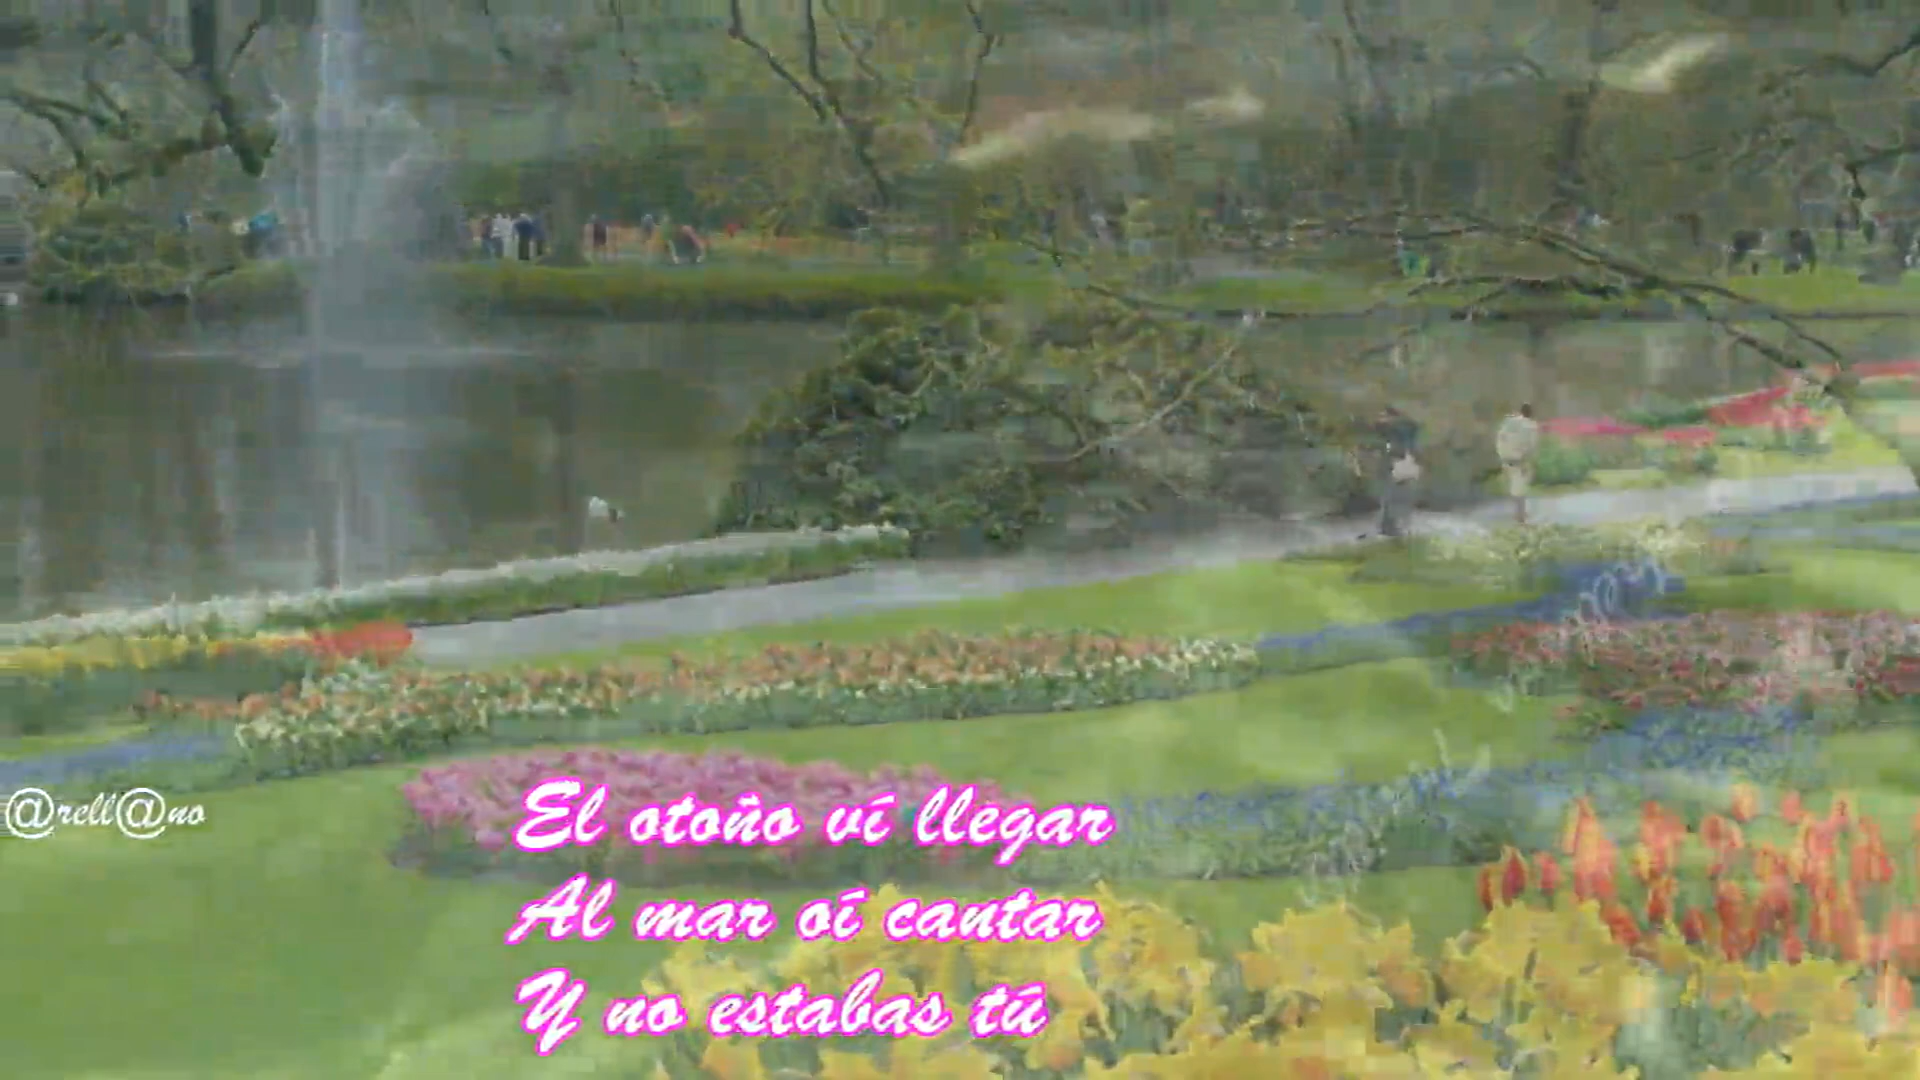 @rell@no
El otoño ví llegar
Al mar oí cantar
Y no estabas tú